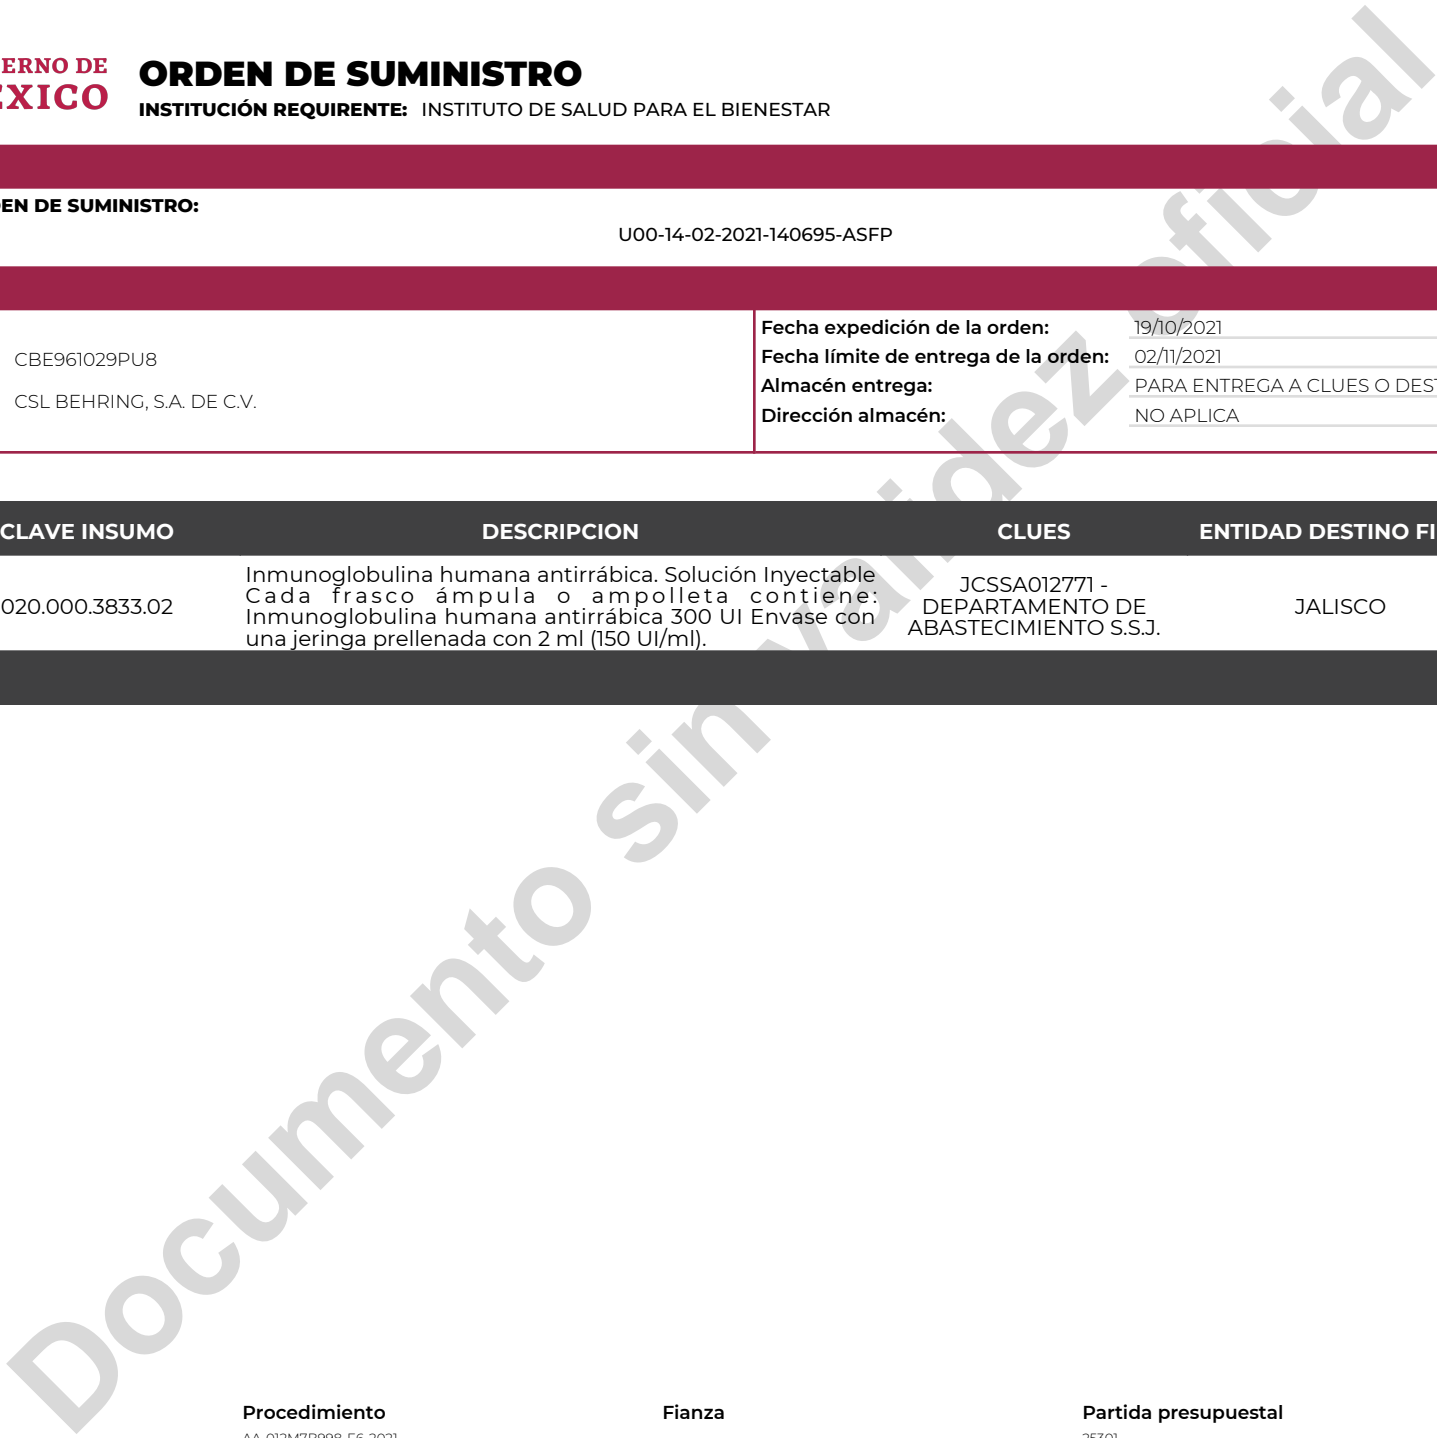 ERNO DE
EXICO
ORDEN DE SUMINISTRO
INSTITUCIÓN REQUIRENTE: INSTITUTO DE SALUD PARA EL BIENESTAR
EN DE SUMINISTRO:
U00-14-02-2021-140695-ASFP
CBE961029PU8
CSL BEHRING, S.A. DE C.V.
Fecha expedición de la orden: 19/10/2021
Fecha límite de entrega de la orden: 02/11/2021
Almacén entrega: PARA ENTREGA A CLUES O DEST
Dirección almacén: NO APLICA
CLAVE INSUMO DESCRIPCION CLUES ENTIDAD DESTINO FI
020.000.3833.02
Inmunoglobulina humana antirrábica. Solución Inyectable
Cada frasco ámpula o ampolleta contiene:
Inmunoglobulina humana antirrábica 300 UI Envase con
una jeringa prellenada con 2 ml (150 UI/ml).
JCSSA012771 -
DEPARTAMENTO DE
ABASTECIMIENTO S.S.J.
JALISCO
Documento sin validez oficial
Procedimiento Fianza Partida presupuestal